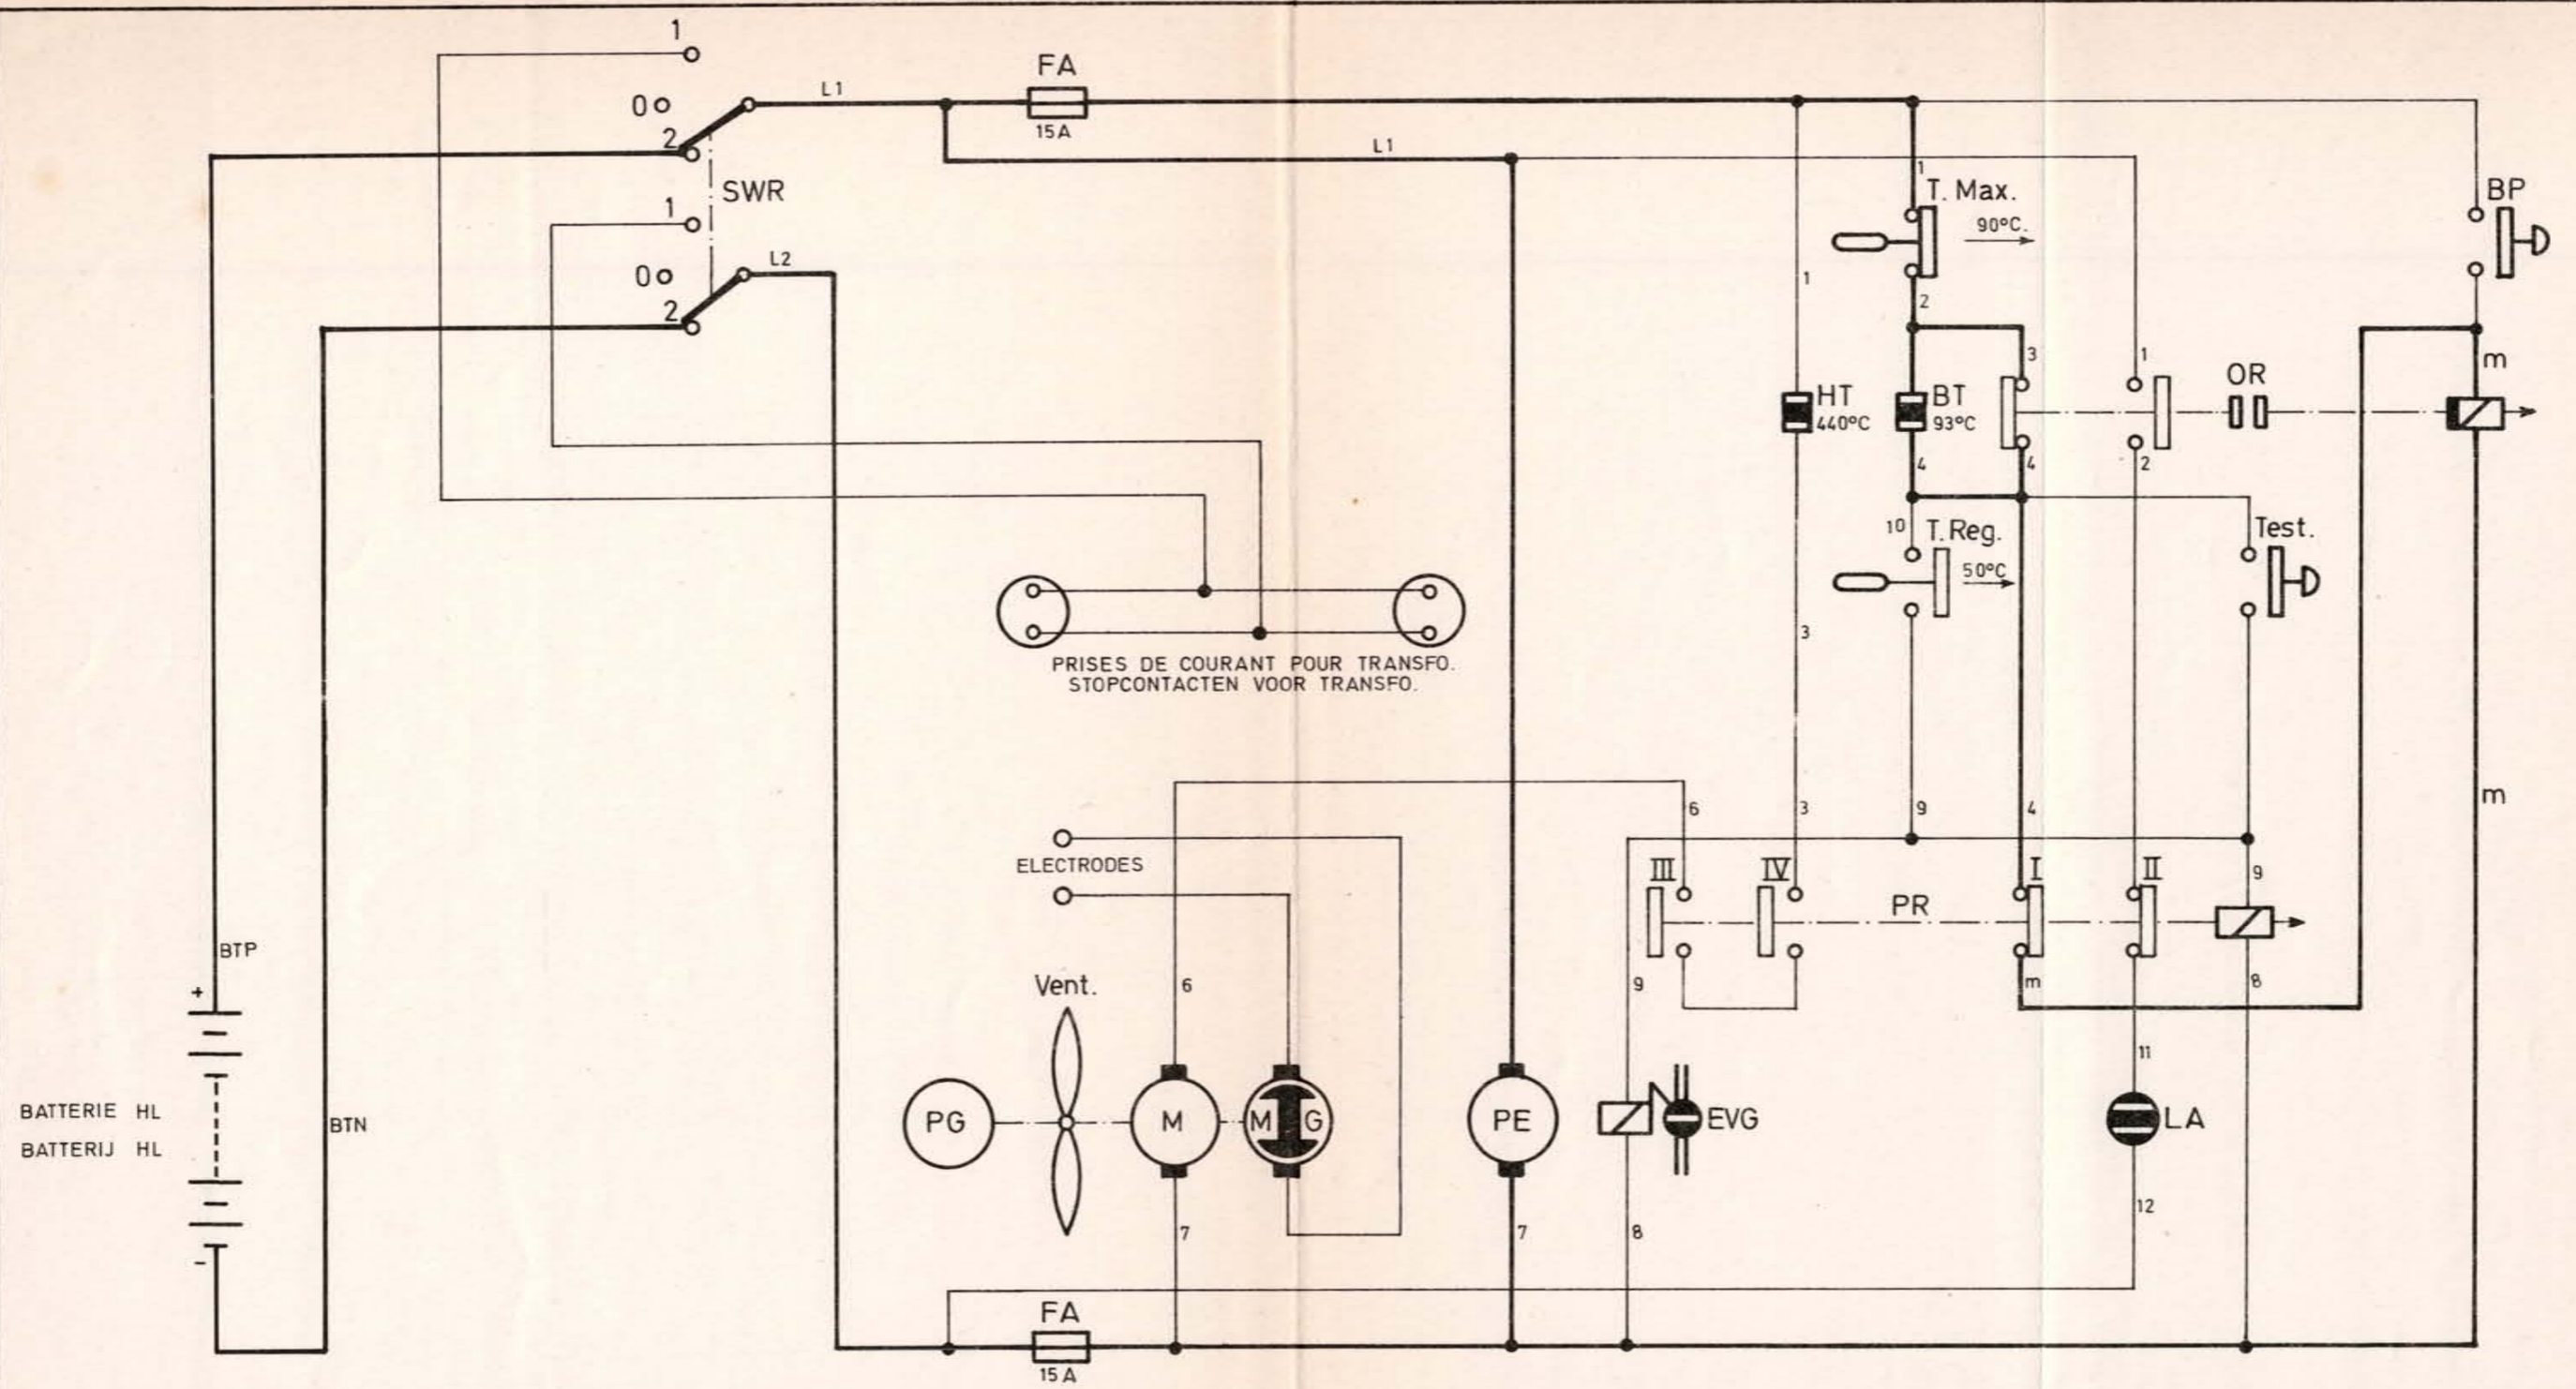 1
0
2
L1
FA
15A
L1
SWR
1
0
2
L2
1
T. Max.
90°C.
BP
1
2
3
1
m
HT
440°C
BT
93°C
OR
4
4
2
10
T.Reg.
50°C
Test.
3
PRISES DE COURANT POUR TRANSFO.
STOPCONTACTEN VOOR TRANSFO.
6
3
9
4
m
ELECTRODES
III
IV
I
II
9
PR
BTP
+
Vent.
6
9
m
8
11
BATTERIE HL
BATTERIJ HL
BTN
PG
M
M
G
PE
EVG
LA
12
-
7
7
8
FA
15A